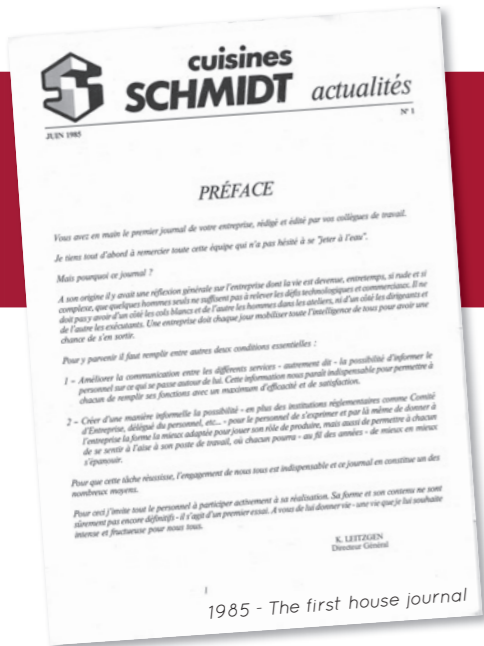 cuisines
SCHMIDT actualités
JUIN 1985
N° 1
PRÉFACE
Vous avez en main le premier journal de votre entreprise, rédigé et édité par vos collègues de travail.
Je tiens tout d'abord à remercier toute cette équipe qui n'a pas hésité à se "jeter à l'eau".
Mais pourquoi ce journal ?
A son origine il y avait une réflexion générale sur l'entreprise dont la vie est devenue, entretemps, si rude et si
complexe, que quelques hommes seuls ne suffisent pas à relever les défis technologiques et commerciaux. Il ne
doit pas y avoir d'un côté les cols blancs et de l'autre les hommes dans les ateliers, ni d'un côté les dirigeants et
de l'autre les exécutants. Une entreprise doit chaque jour mobiliser toute l'intelligence de tous pour avoir une
chance de s'en sortir.
Pour y parvenir il faut remplir entre autres deux conditions essentielles :
1 – Améliorer la communication entre les différents services - autrement dit - la possibilité d'informer le
personnel sur ce qui se passe autour de lui. Cette information nous paraît indispensable pour permettre à
chacun de remplir ses fonctions avec un maximum d'efficacité et de satisfaction.
2 – Créer d'une manière informelle la possibilité - en plus des institutions réglementaires comme Comité
d'Entreprise, délégué du personnel, etc... - pour le personnel de s'exprimer et par là même de donner à
l'entreprise la forme la mieux adaptée pour jouer son rôle de produire, mais aussi de permettre à chacun
de se sentir à l'aise à son poste de travail, où chacun pourra - au fil des années - de mieux en mieux
s'épanouir.
Pour que cette tâche réussisse, l'engagement de nous tous est indispensable et ce journal en constitue un des
nombreux moyens.
Pour ceci j'invite tout le personnel à participer activement à sa réalisation. Sa forme et son contenu ne sont
sûrement pas encore définitifs - il s'agit d'un premier essai. A vous de lui donner vie - une vie que je lui souhaite
intense et fructueuse pour nous tous.
K. LEITZGEN
Directeur Général
1
1985 - The first house journal